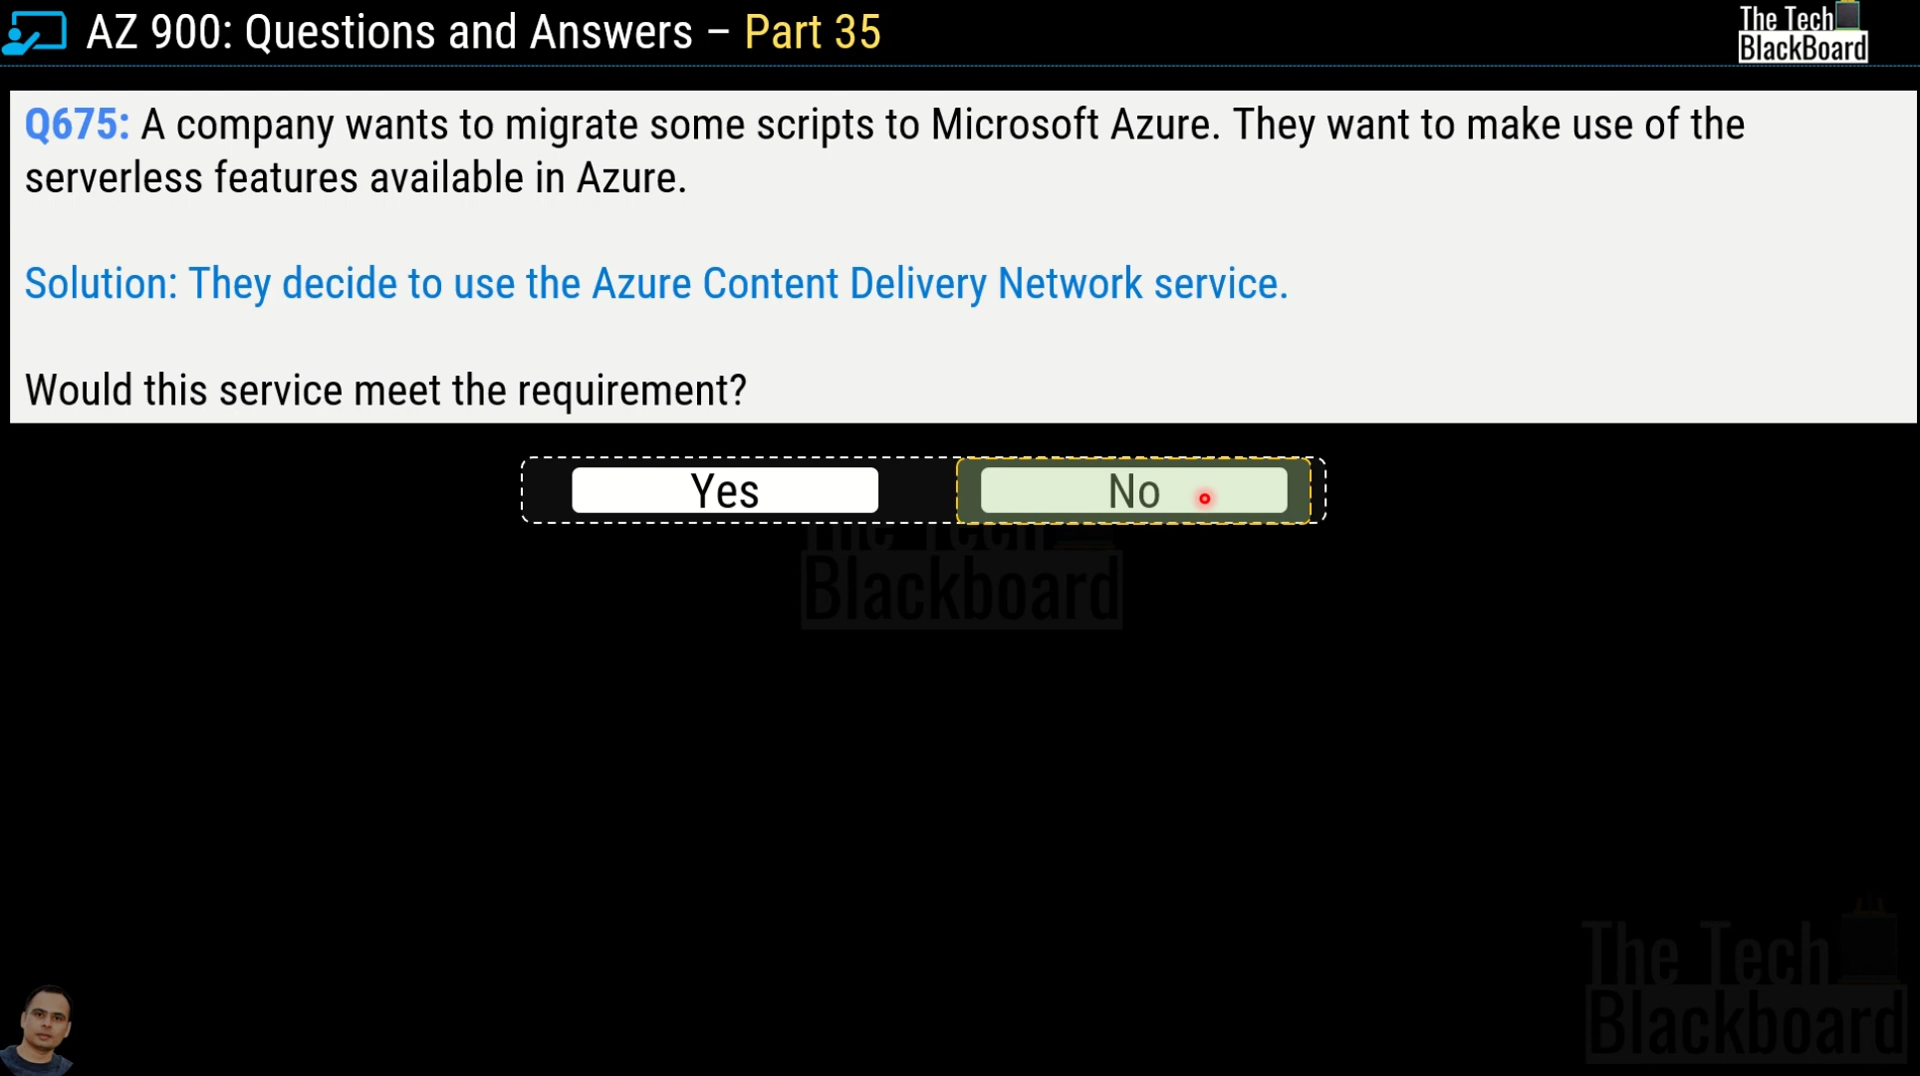 AZ 900: Questions and Answers – Part 35
The Tech
BlackBoard
Q675: A company wants to migrate some scripts to Microsoft Azure. They want to make use of the
serverless features available in Azure.
Solution: They decide to use the Azure Content Delivery Network service.
Would this service meet the requirement?
Yes
No
The Tech
Blackboard
The Tech
Blackboard